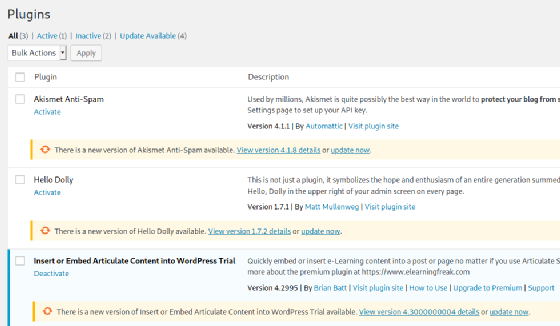 Plugins
All (3) | Active (1) | Inactive (2) | Update Available (4)
Bulk Actions Apply
Plugin Description
Akismet Anti-Spam Used by millions, Akismet is quite possibly the best way in the world to protect your blog from s
Activate Settings page to set up your API key.
Version 4.1.1 | By Automattic | Visit plugin site
There is a new version of Akismet Anti-Spam available. View version 4.1.8 details or update now.
Hello Dolly This is not just a plugin, it symbolizes the hope and enthusiasm of an entire generation summed
Activate Hello, Dolly in the upper right of your admin screen on every page.
Version 1.7.1 | By Matt Mullenweg | Visit plugin site
There is a new version of Hello Dolly available. View version 1.7.2 details or update now.
Insert or Embed Articulate Content into WordPress Trial Quickly embed or insert e-Learning content into a post or page no matter if you use Articulate S
Deactivate more about the premium plugin at https://www.elearningfreak.com
Version 4.2995 | By Brian Batt | Visit plugin site | How to Use | Upgrade to Premium | Support
There is a new version of Insert or Embed Articulate Content into WordPress Trial available. View version 4.3000000004 details or update now.